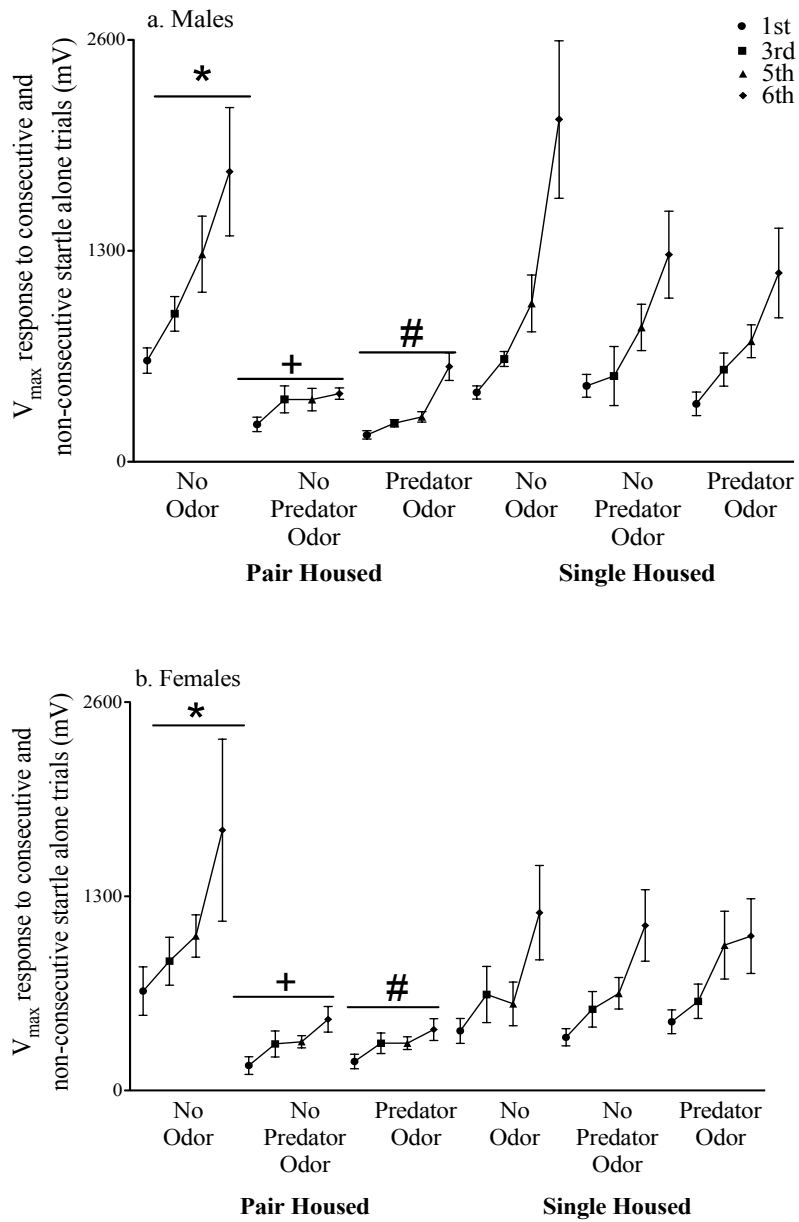 a. Males
1st
3rd
5th
6th
Vmax response to consecutive and
non-consecutive startle alone trials (mV)
2600
1300
0
*
+
#
No
Odor
No
Predator
Odor
Predator
Odor
No
Odor
No
Predator
Odor
Predator
Odor
Pair Housed
Single Housed
b. Females
Vmax response to consecutive and
non-consecutive startle alone trials (mV)
2600
1300
0
*
+
#
No
Odor
No
Predator
Odor
Predator
Odor
No
Odor
No
Predator
Odor
Predator
Odor
Pair Housed
Single Housed